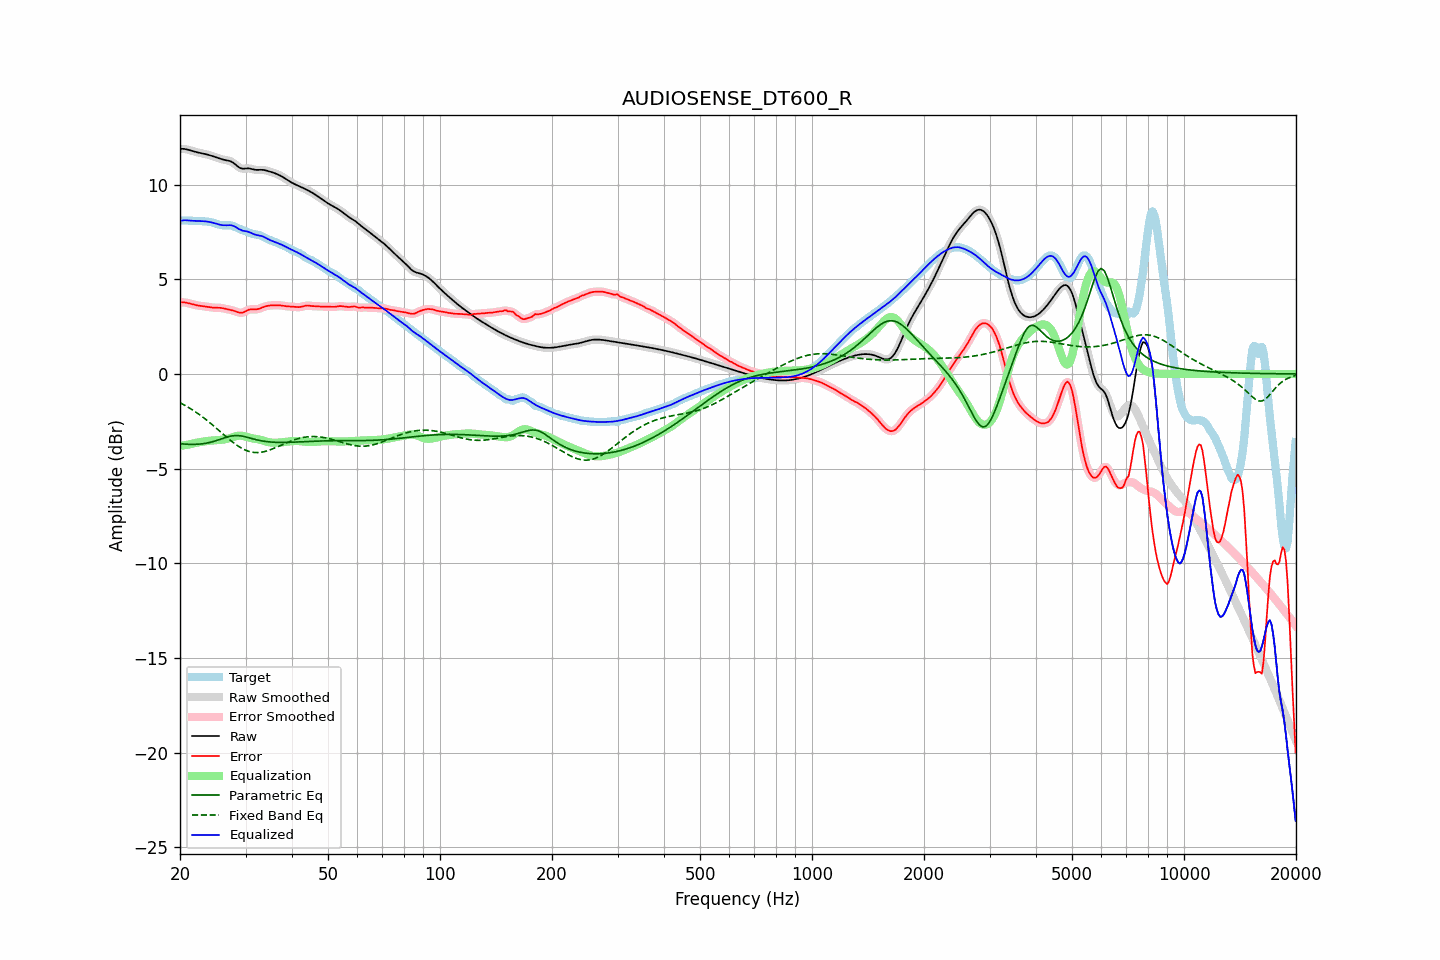 AUDIOSENSE_DT600_R
Amplitude (dBr)
10
5
0
−5
−10
−15
−20
−25
Target
Raw Smoothed
Error Smoothed
Raw
Error
Equalization
Parametric Eq
Fixed Band Eq
Equalized
20 50 100 200 500 1000 2000 5000 10000 20000
Frequency (Hz)